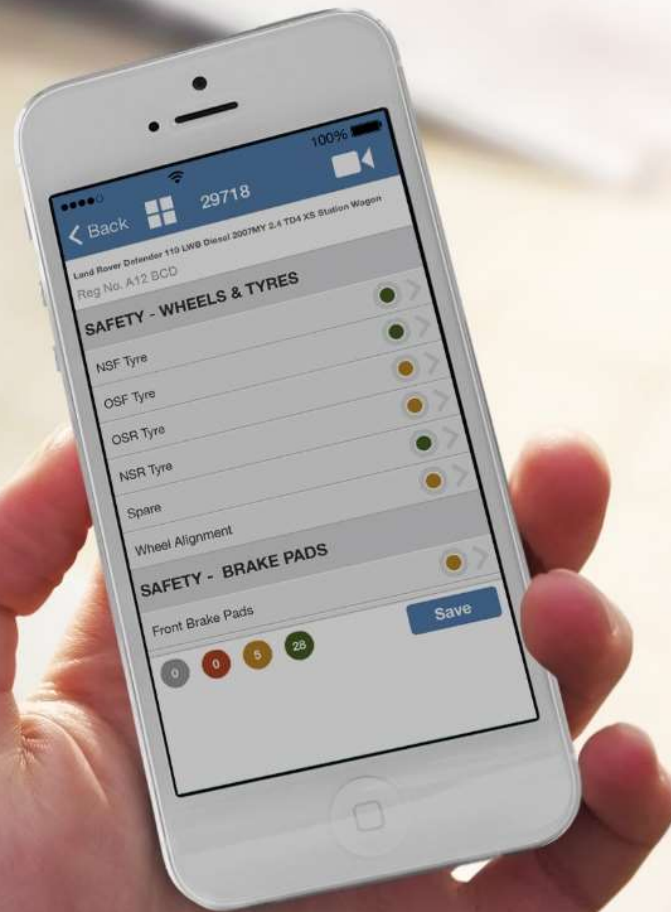 100%
Back
29718
Land Rover Defender 110 LWB Diesel 2007MY 2.4 TD4 XS Station Wagon
Reg No. A12 BCD
SAFETY - WHEELS & TYRES
NSF Tyre
OSF Tyre
OSR Tyre
NSR Tyre
Spare
Wheel Alignment
SAFETY - BRAKE PADS
Front Brake Pads
0 0 5 28
Save